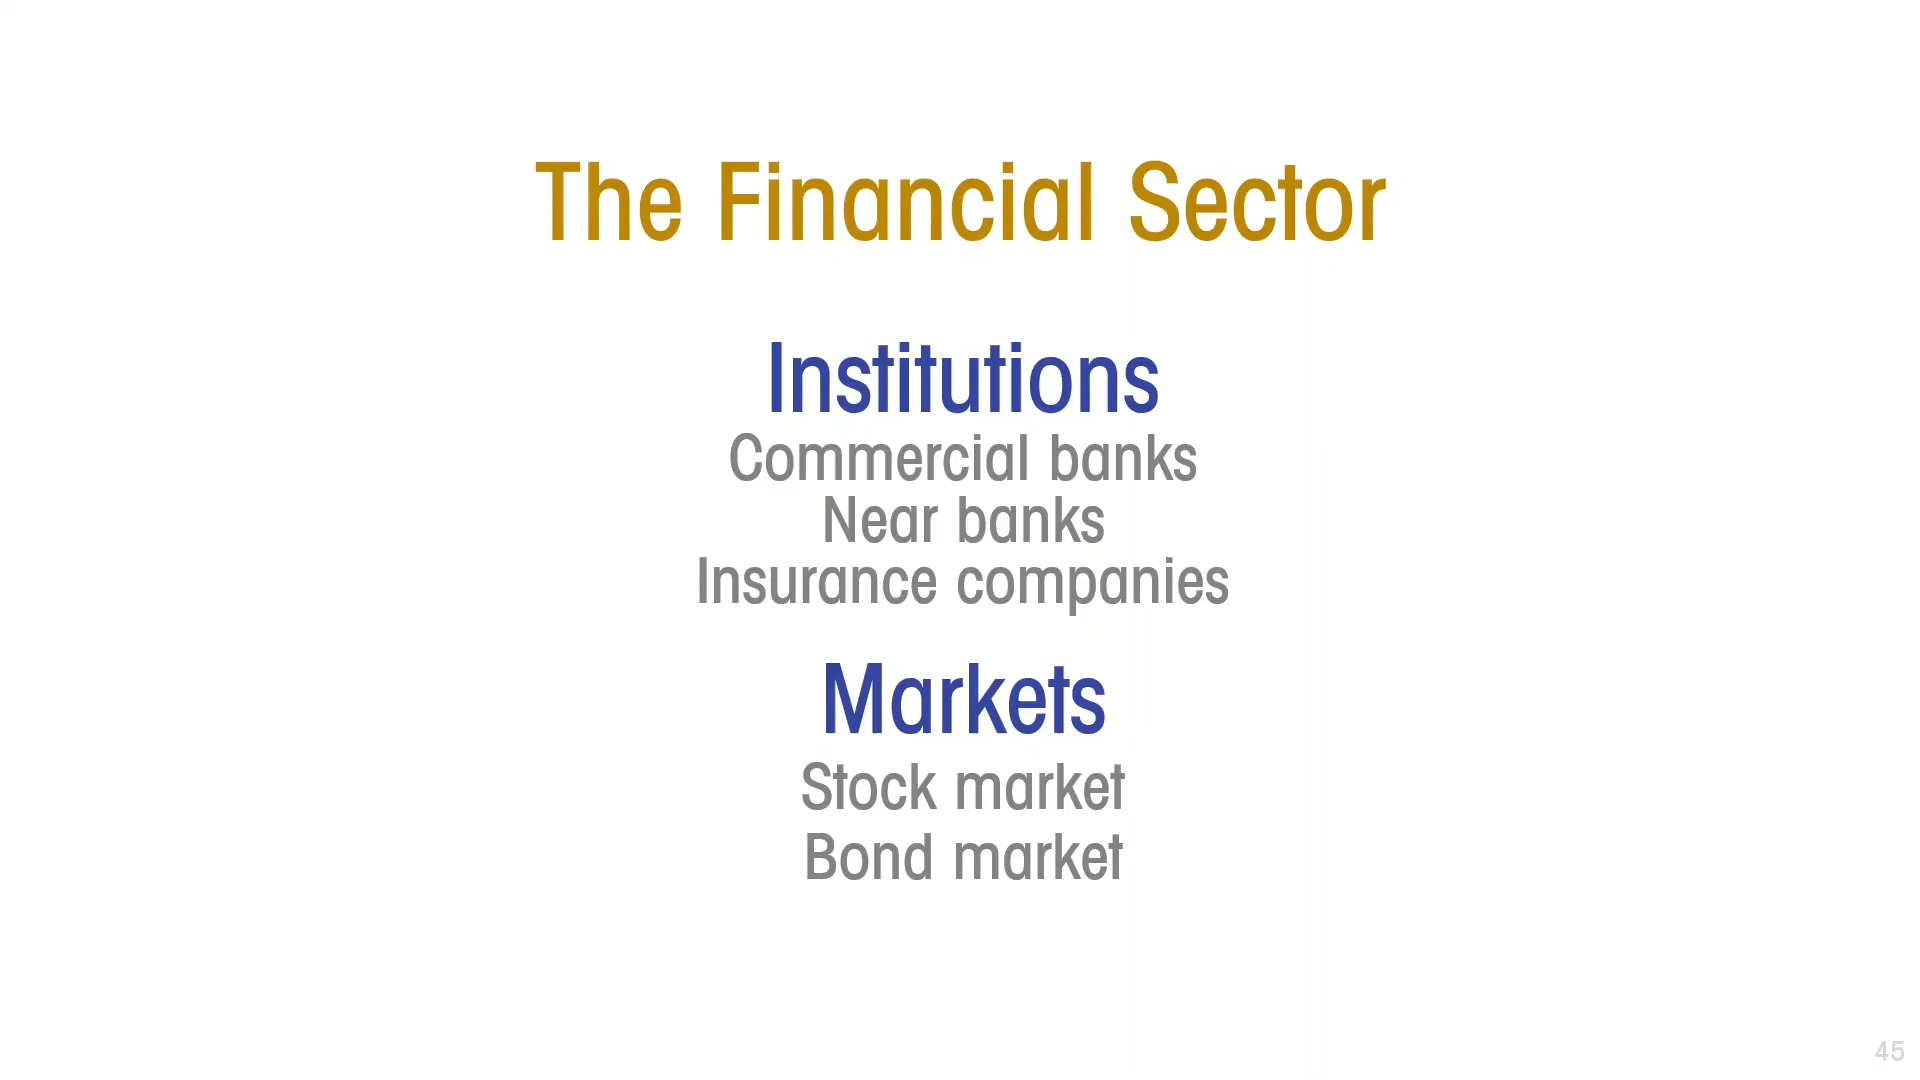 The Financial Sector
Institutions
Commercial banks
Near banks
Insurance companies
Markets
Stock market
Bond market
45